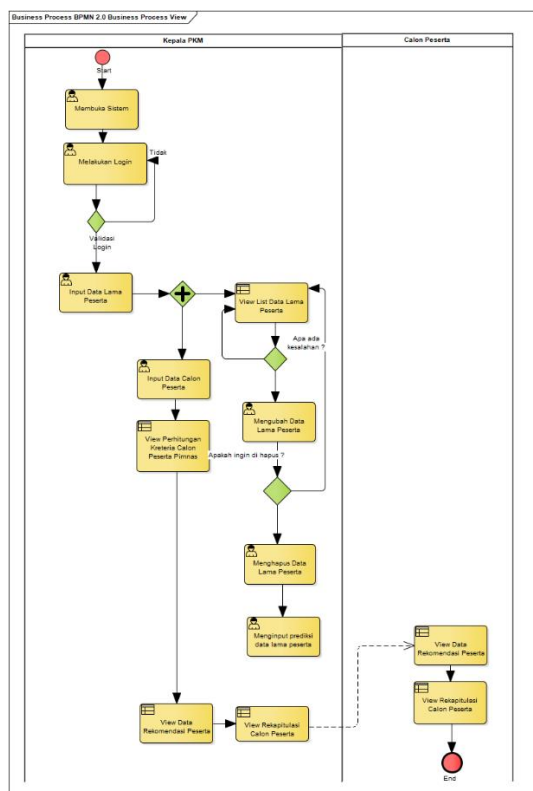 Business Process BPMN 2.0 Business Process View
Kepala PKM
Calon Peserta
Start
Membuka Sistem
Melakukan Login
Tidak
Validasi
Login
Input Data Lama
Peserta
View List Data Lama
Peserta
Apa ada
kesalahan ?
Input Data Calon
Peserta
Mengubah Data
Lama Peserta
View Perhitungan
Kreteria Calon
Peserta Pimnas
Apakah ingin di hapus ?
Menghapus Data
Lama Peserta
Menginput prediksi
data lama peserta
View Data
Rekomendasi Peserta
View Rekapitulasi
Calon Peserta
View Data
Rekomendasi Peserta
View Rekapitulasi
Calon Peserta
End